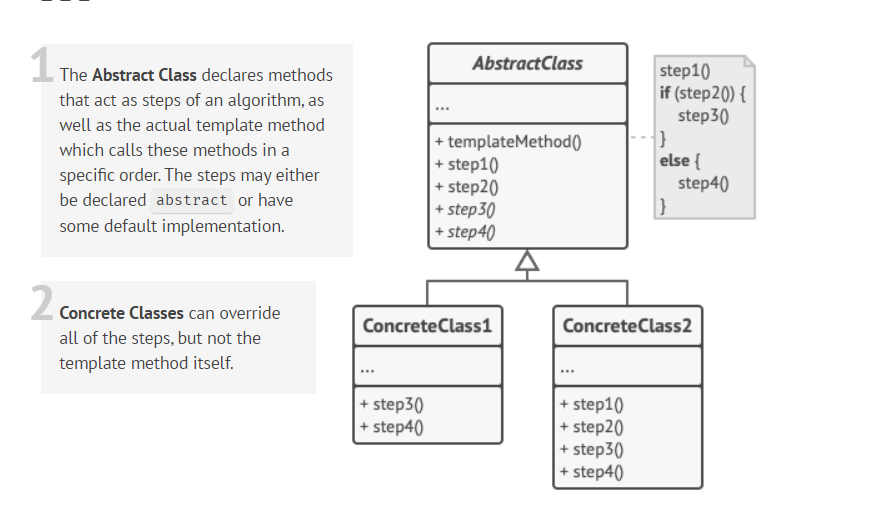 1
The Abstract Class declares methods
that act as steps of an algorithm, as
well as the actual template method
which calls these methods in a
specific order. The steps may either
be declared abstract or have
some default implementation.
AbstractClass
...
+ templateMethod()
+ step1()
+ step2()
+ step3()
+ step4()
step1()
if (step2()) {
step3()
}
else {
step4()
}
2
Concrete Classes can override
all of the steps, but not the
template method itself.
ConcreteClass1
...
+ step3()
+ step4()
ConcreteClass2
...
+ step1()
+ step2()
+ step3()
+ step4()